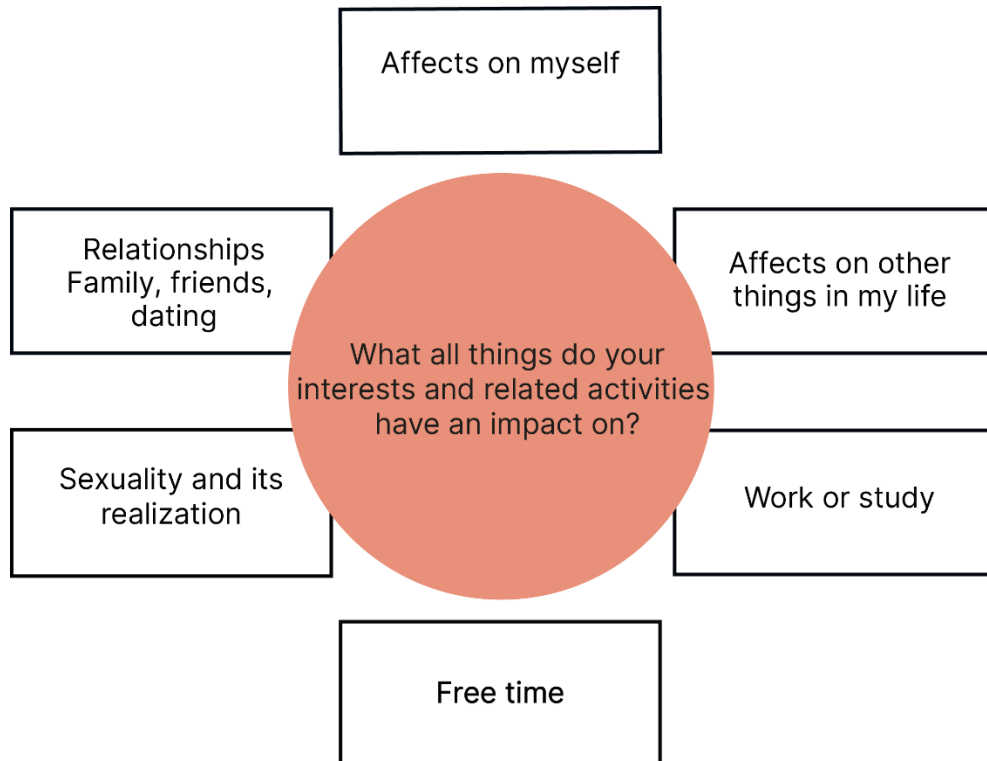 Affects on myself
Relationships
Family, friends,
dating
Affects on other
things in my life
What all things do your
interests and related activities
have an impact on?
Sexuality and its
realization
Work or study
Free time